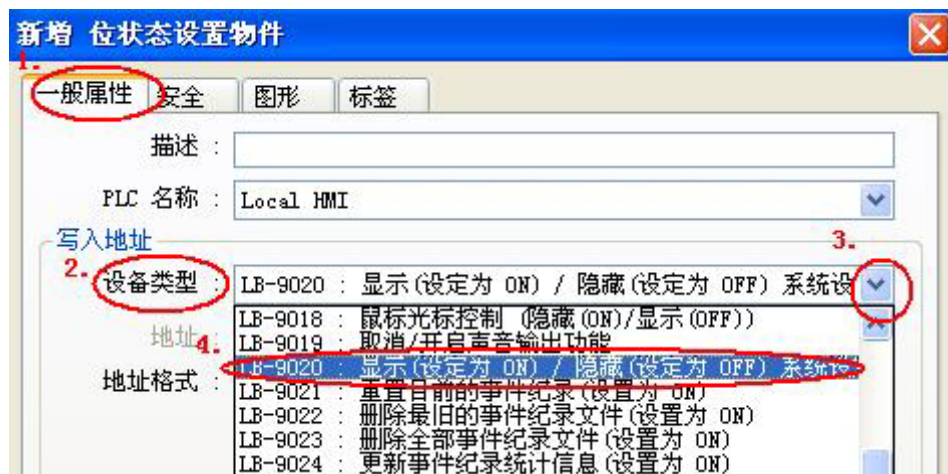 新增 位状态设置物件
1.
一般属性 安全 图形 标签
描述 :
PLC 名称 : Local HMI
写入地址
3.
2. 设备类型 : LB-9020 : 显示(设定为 ON) / 隐藏(设定为 OFF) 系统设
LB-9018 : 鼠标光标控制 (隐藏(ON)/显示(OFF))
地址 : 4. LB-9019 : 取消/开启声音输出功能
LB-9020 : 显示(设定为 ON) / 隐藏(设定为 OFF) 系统设
地址格式 : LB-9021 : 重置目前的事件纪录(设置为 ON)
LB-9022 : 删除最旧的事件纪录文件(设置为 ON)
LB-9023 : 删除全部事件纪录文件(设置为 ON)
LB-9024 : 更新事件纪录统计信息(设置为 ON)